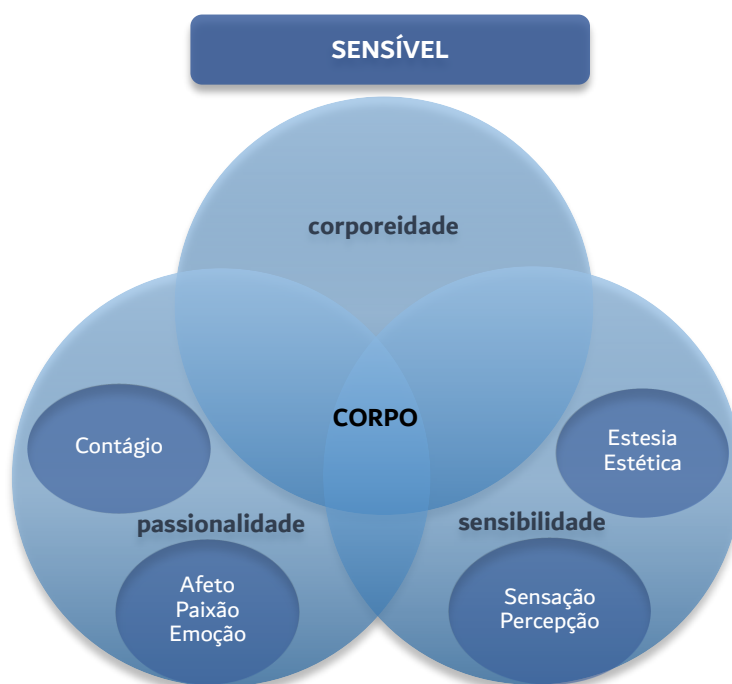 SENSÍVEL
corporeidade
CORPO
Contágio
Estesia
Estética
passionalidade
sensibilidade
Afeto
Paixão
Emoção
Sensação
Percepção